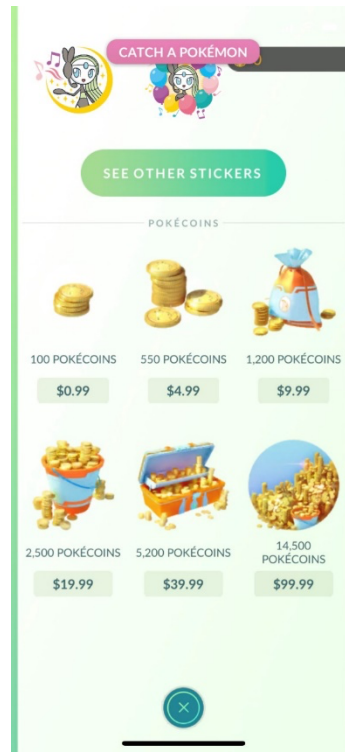 CATCH A POKÉMON
SEE OTHER STICKERS
POKÉCOINS
100 POKÉCOINS
550 POKÉCOINS
1,200 POKÉCOINS
$0.99
$4.99
$9.99
2,500 POKÉCOINS
5,200 POKÉCOINS
14,500
POKÉCOINS
$19.99
$39.99
$99.99